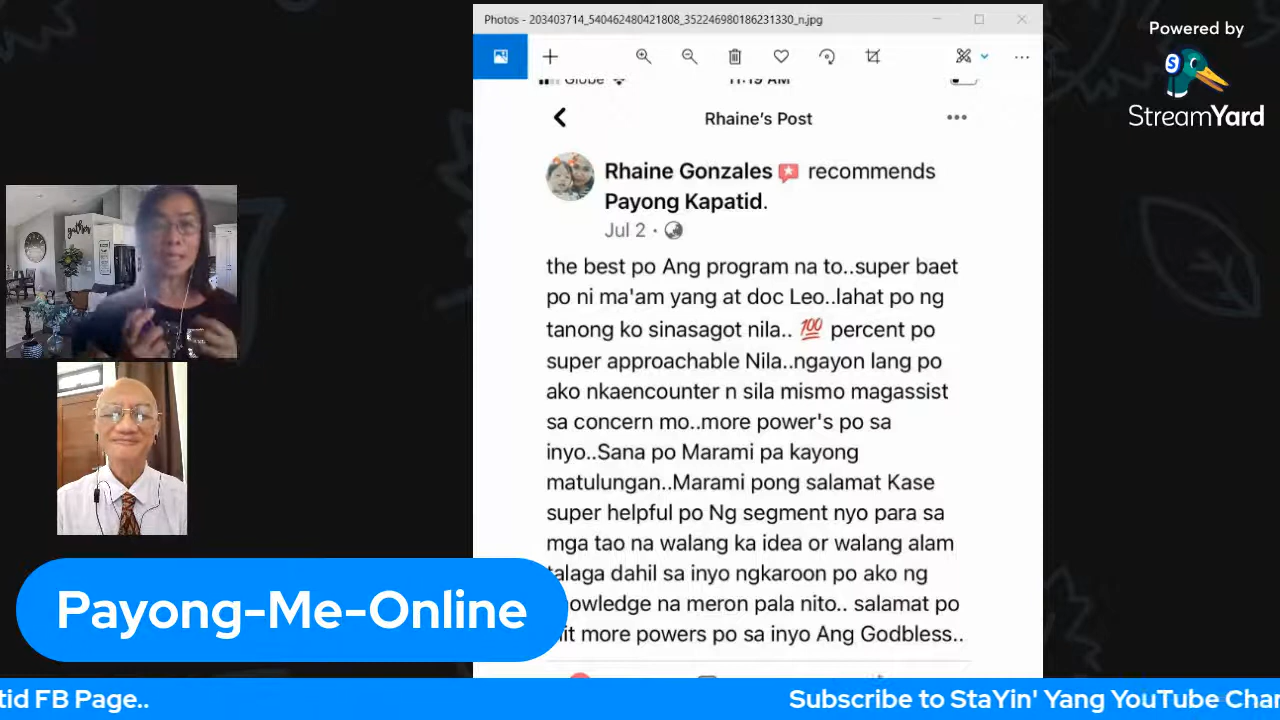 Photos - 203403714_540462480421808_352246980186231330_n.jpg
Powered by
StreamYard
Globe
11:19 AM
Rhaine's Post
Rhaine Gonzales recommends
Payong Kapatid.
Jul 2
the best po Ang program na to..super baet
po ni ma'am yang at doc Leo..lahat po ng
tanong ko sinasagot nila.. 💯 percent po
super approachable Nila..ngayon lang po
ako nkaencounter n sila mismo magassist
sa concern mo..more power's po sa
inyo..Sana po Marami pa kayong
matulungan..Marami pong salamat Kase
super helpful po Ng segment nyo para sa
mga tao na walang ka idea or walang alam
talaga dahil sa inyo ngkaroon po ako ng
owledge na meron pala nito.. salamat po
it more powers po sa inyo Ang Godbless..
gather
Payong-Me-Online
tid FB Page..
Subscribe to StaYin' Yang YouTube Chan